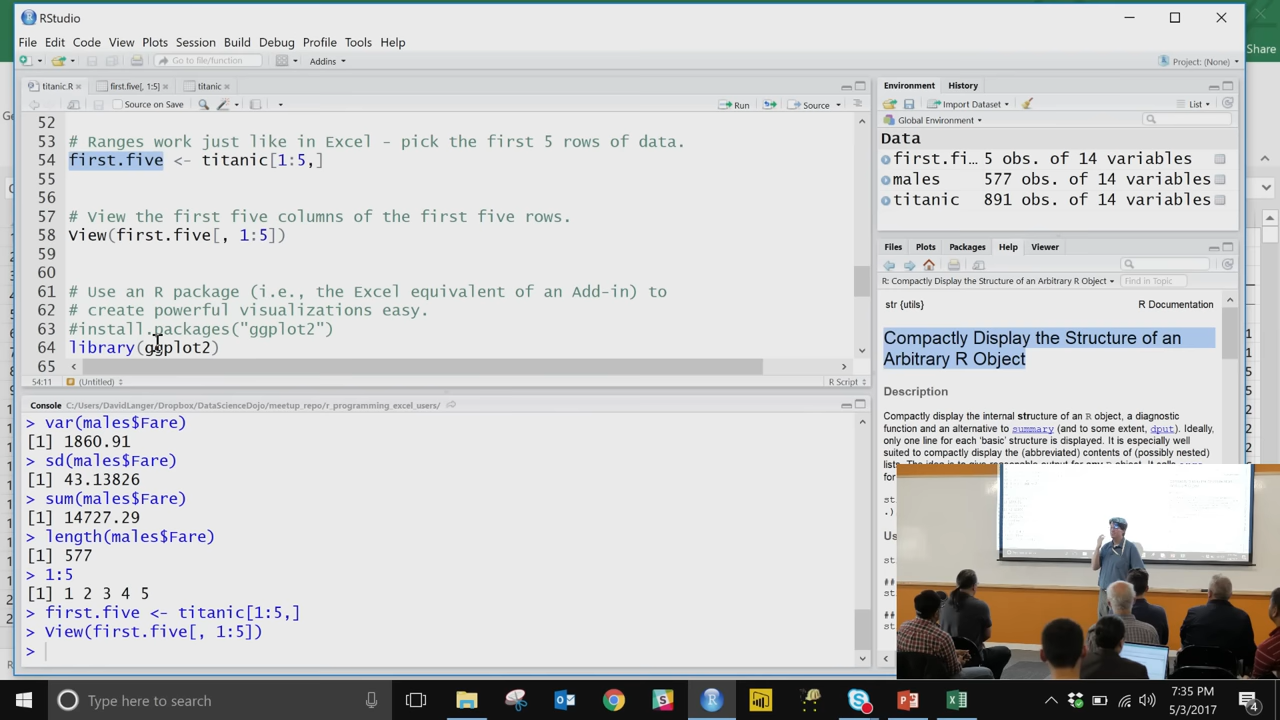 RStudio
File Edit Code View Plots Session Build Debug Profile Tools Help
Share
Go to file/function
Addins
Project: (None)
titanic.R
first.five[, 1:5]
titanic
Source on Save
Run
Source
52
53 # Ranges work just like in Excel - pick the first 5 rows of data.
54 first.five <- titanic[1:5,]
55
56
57 # View the first five columns of the first five rows.
58 View(first.five[, 1:5])
59
60
61 # Use an R package (i.e., the Excel equivalent of an Add-in) to
62 # create powerful visualizations easy.
63 #install.packages("ggplot2")
64 library(ggplot2)
65
54:11 (Untitled) R Script
Console C:/Users/DavidLanger/Dropbox/DataScienceDojo/meetup_repo/r_programming_excel_users/
> var(males$Fare)
[1] 1860.91
> sd(males$Fare)
[1] 43.13826
> sum(males$Fare)
[1] 14727.29
> length(males$Fare)
[1] 577
> 1:5
[1] 1 2 3 4 5
> first.five <- titanic[1:5,]
> View(first.five[, 1:5])
>
Environment History
Import Dataset
List
Global Environment
Data
first.fi… 5 obs. of 14 variables
males 577 obs. of 14 variables
titanic 891 obs. of 14 variables
Files Plots Packages Help Viewer
R: Compactly Display the Structure of an Arbitrary R Object
Find in Topic
str {utils}
R Documentation
Compactly Display the Structure of an
Arbitrary R Object
Description
Compactly display the internal structure of an R object, a diagnostic
function and an alternative to summary (and to some extent, dput). Ideally,
only one line for each 'basic' structure is displayed. It is especially well
suited to compactly display the (abbreviated) contents of (possibly nested)
Type here to search
7:35 PM
5/3/2017
4